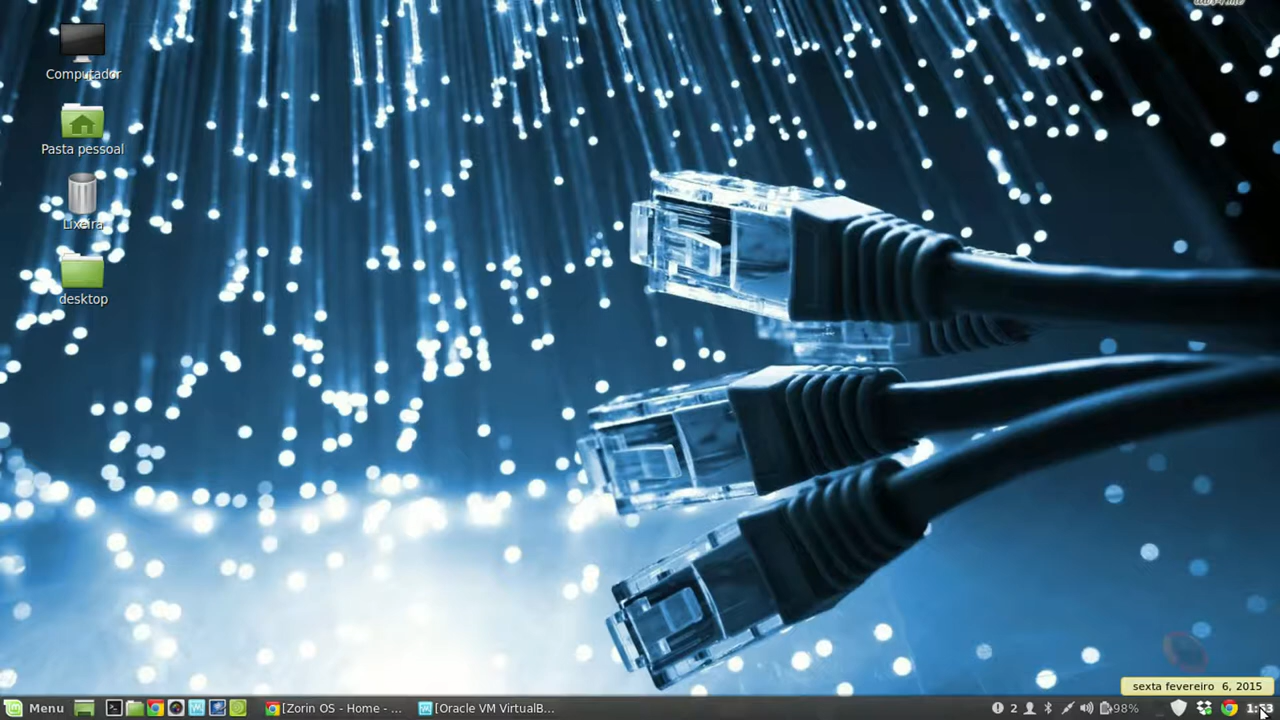 Computador
Pasta pessoal
Lixeira
desktop
sexta fevereiro 6, 2015
Menu
[Zorin OS - Home - ...
[Oracle VM VirtualB...
2
98%